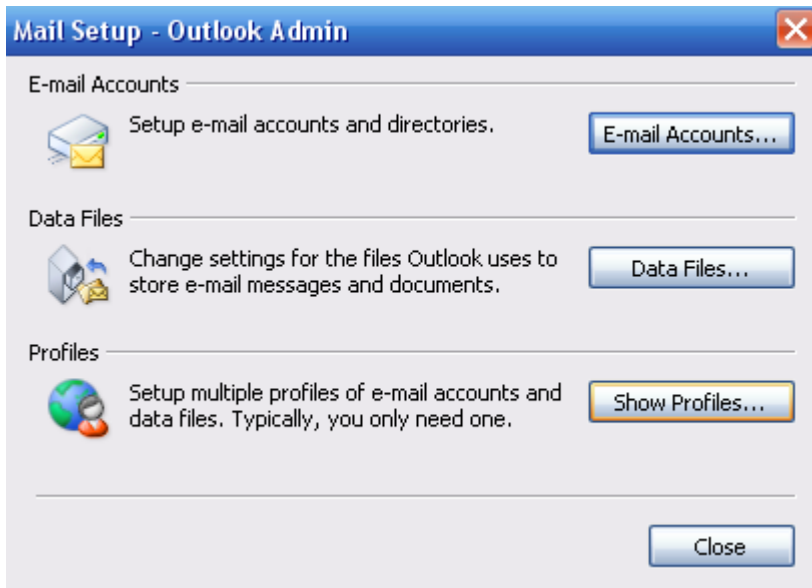 Mail Setup - Outlook Admin
E-mail Accounts
Setup e-mail accounts and directories.
E-mail Accounts...
Data Files
Change settings for the files Outlook uses to
store e-mail messages and documents.
Data Files...
Profiles
Setup multiple profiles of e-mail accounts and
data files. Typically, you only need one.
Show Profiles...
Close